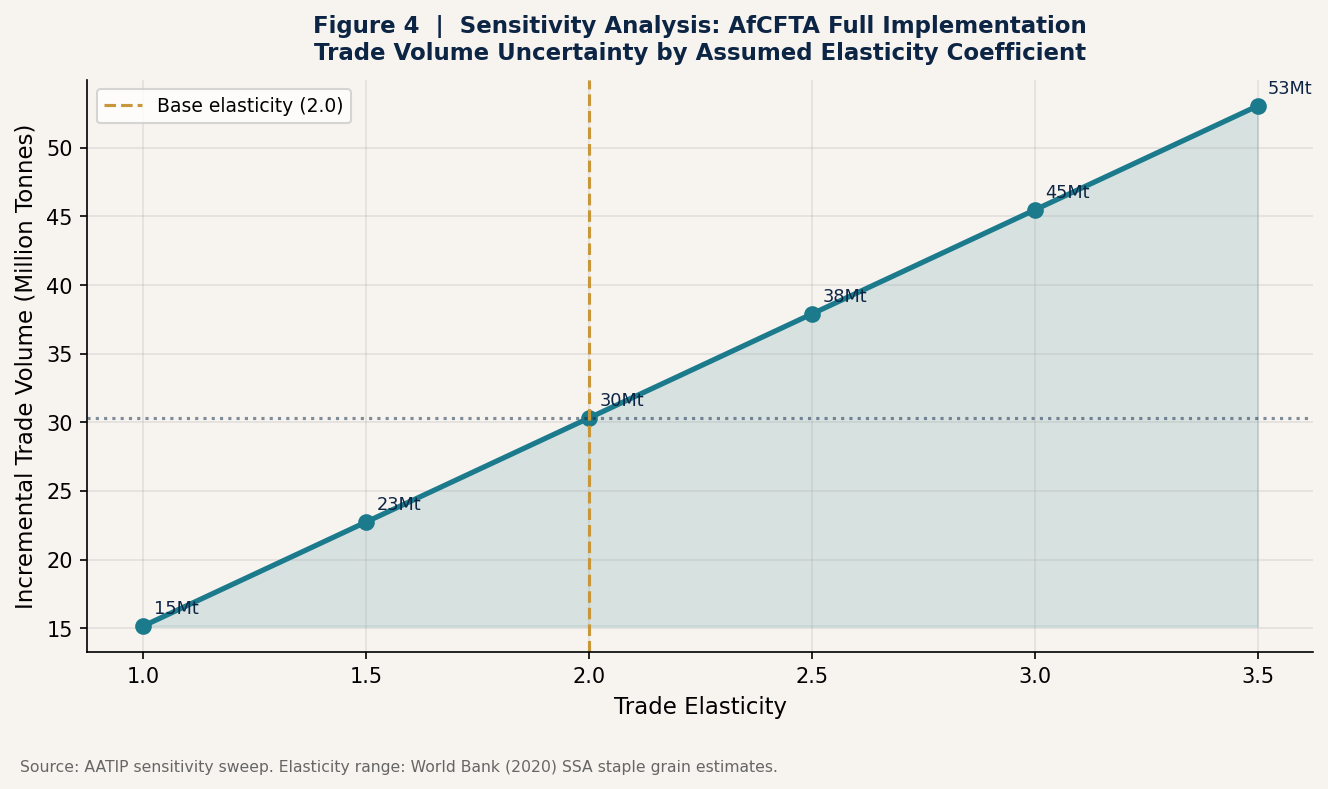 Figure 4 | Sensitivity Analysis: AfCFTA Full Implementation
Trade Volume Uncertainty by Assumed Elasticity Coefficient
Base elasticity (2.0)
Incremental Trade Volume (Million Tonnes)
50
45
40
35
30
25
20
15
15Mt
23Mt
30Mt
38Mt
45Mt
53Mt
1.0
1.5
2.0
2.5
3.0
3.5
Trade Elasticity
Source: AATIP sensitivity sweep. Elasticity range: World Bank (2020) SSA staple grain estimates.